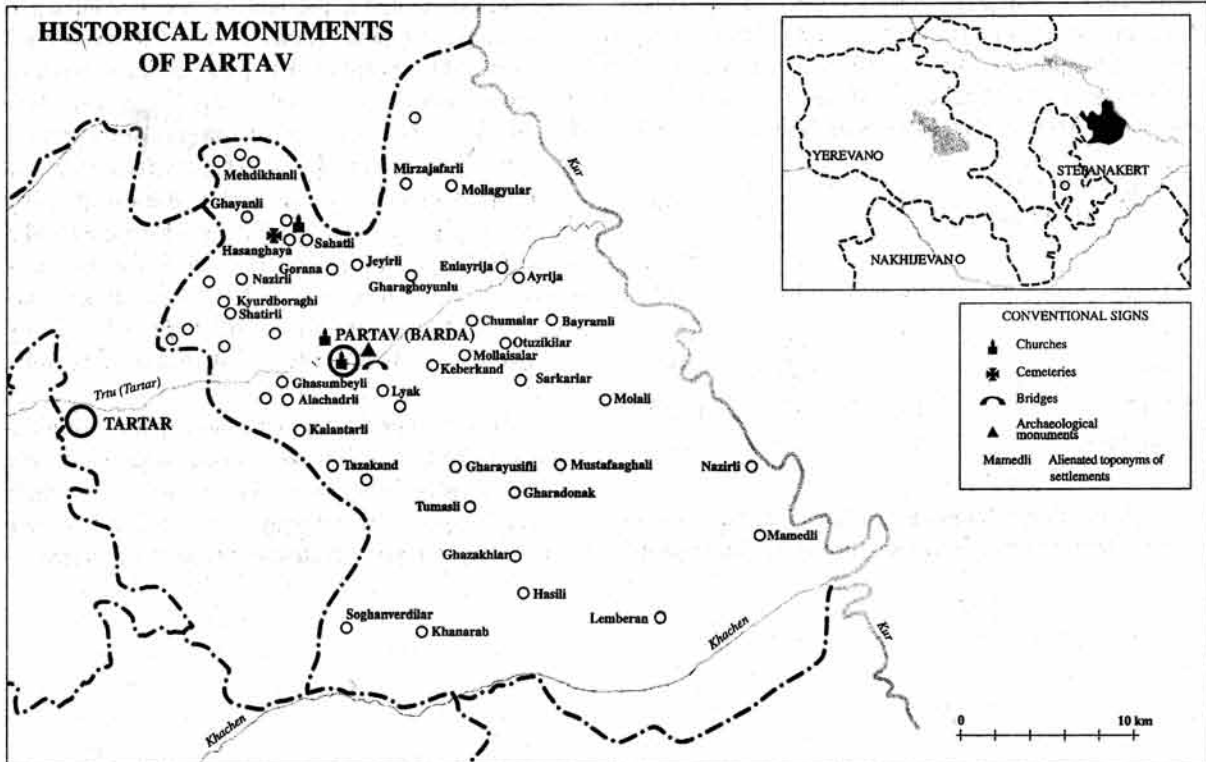 HISTORICAL MONUMENTS
OF PARTAV
YEREVANO
STEPANAKERT
NAKHIJEVANO
Kur
Mehdikhanli
Mirzajafarli
Mollagyular
Ghayanli
Hasanghaya
Sahatli
Gorana
Jeyirli
Gharaghoyunlu
Eniayrija
Ayrija
Nazirli
Kyurdboraghi
Shatirli
PARTAV (BARDA)
Chumalar
Bayramli
Otuzikilar
Mollaisalar
Keberkand
Sarkarlar
Trtu (Tartar)
Ghasumbeyli
Lyak
Alachadrli
Molali
TARTAR
Kalantarli
Tazakand
Gharayusifli
Mustafaaghali
Nazirli
Gharadonak
Tumasli
Mamedli
Ghazakhlar
Hasili
Soghanverdilar
Khanarab
Lemberan
Khachen
Kur
Khachen
CONVENTIONAL SIGNS
Churches
Cemeteries
Bridges
Archaeological
monuments
Mamedli Alienated toponyms of
settlements
0 10 km